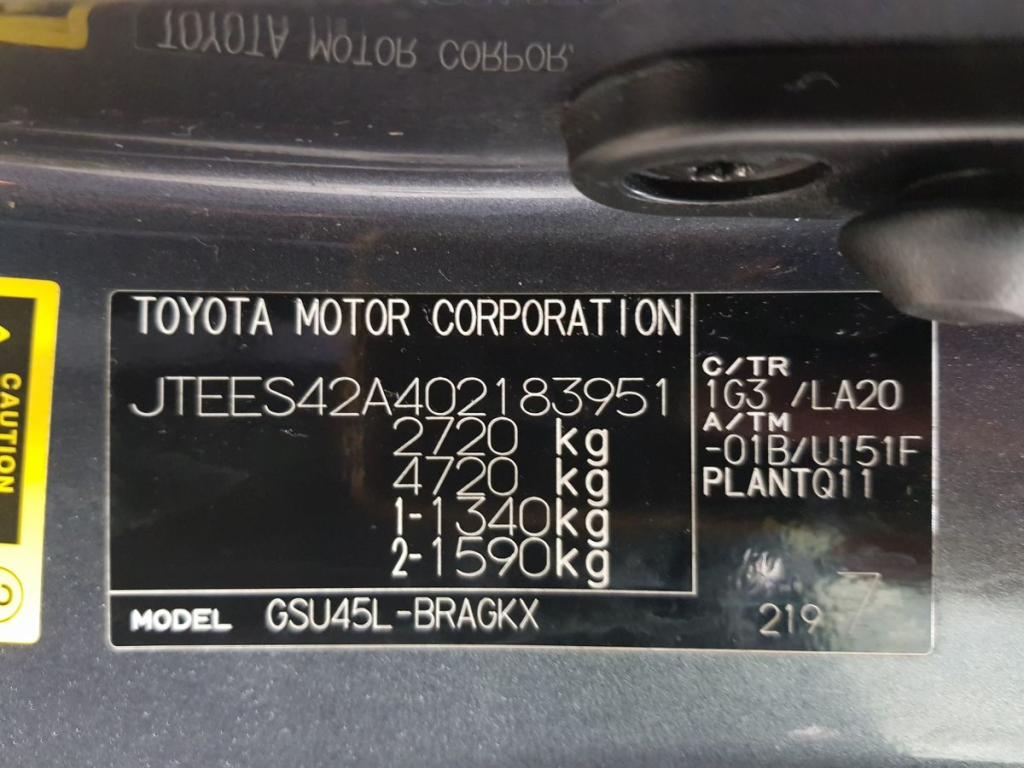 TOYOTA MOTOR CORPOR.
TOYOTA MOTOR CORPORATION
JTEES42A402183951
2720 kg
4720 kg
1-1340kg
2-1590kg
C/TR
1G3 /LA20
A/TM
-01B/U151F
PLANTQ11
MODEL GSU45L-BRAGKX
219 7
CAUTION